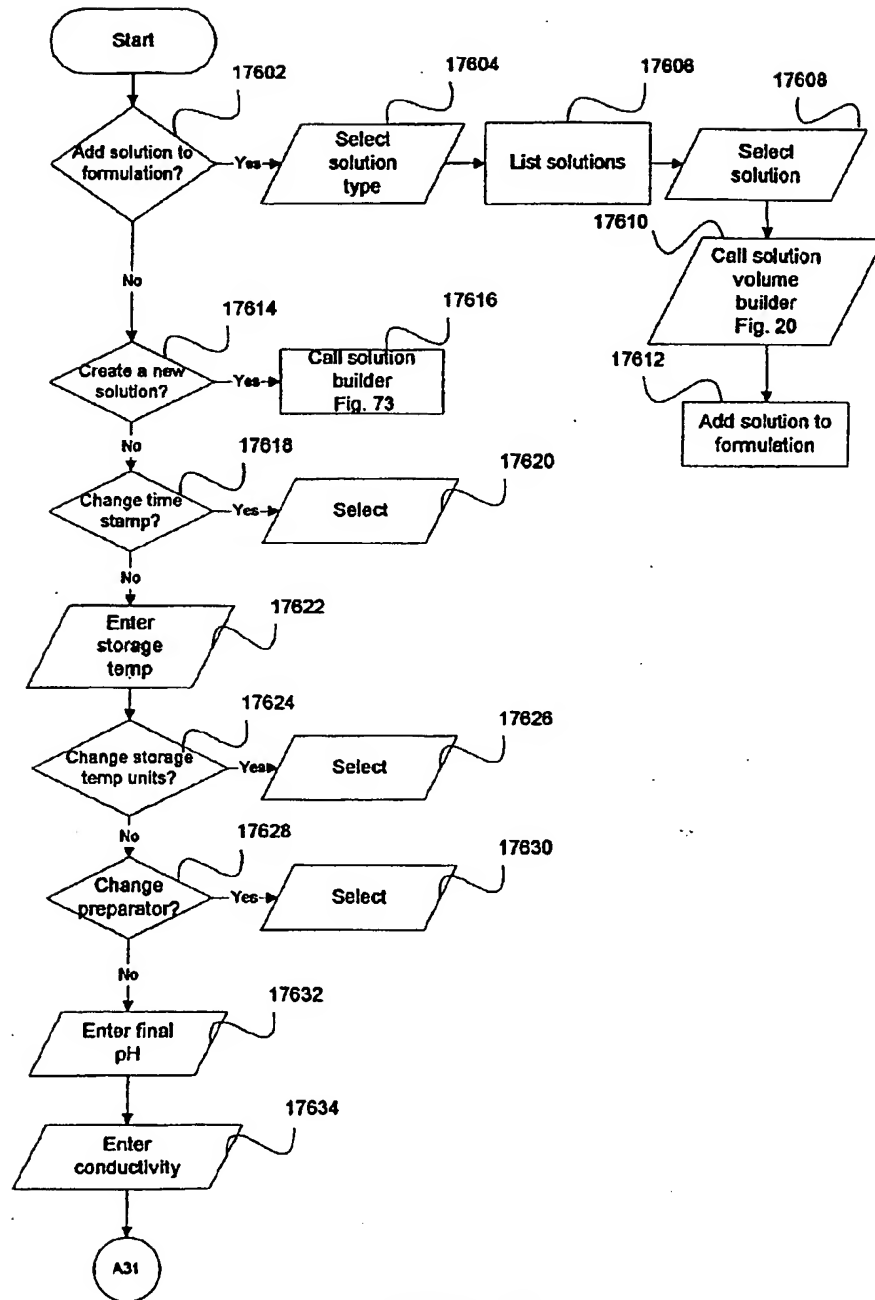 Start
17602
17604
17606
17608
Add solution to
formulation?
Yes
Select
solution
type
List solutions
Select
solution
17610
No
Call solution
volume
builder
Fig. 20
17614
17616
Create a new
solution?
Yes
Call solution
builder
Fig. 73
17612
Add solution to
formulation
No
17618
17620
Change time
stamp?
Yes
Select
No
17622
Enter
storage
temp
17624
17626
Change storage
temp units?
Yes
Select
No
17628
17630
Change
preparator?
Yes
Select
No
17632
Enter final
pH
17634
Enter
conductivity
A31